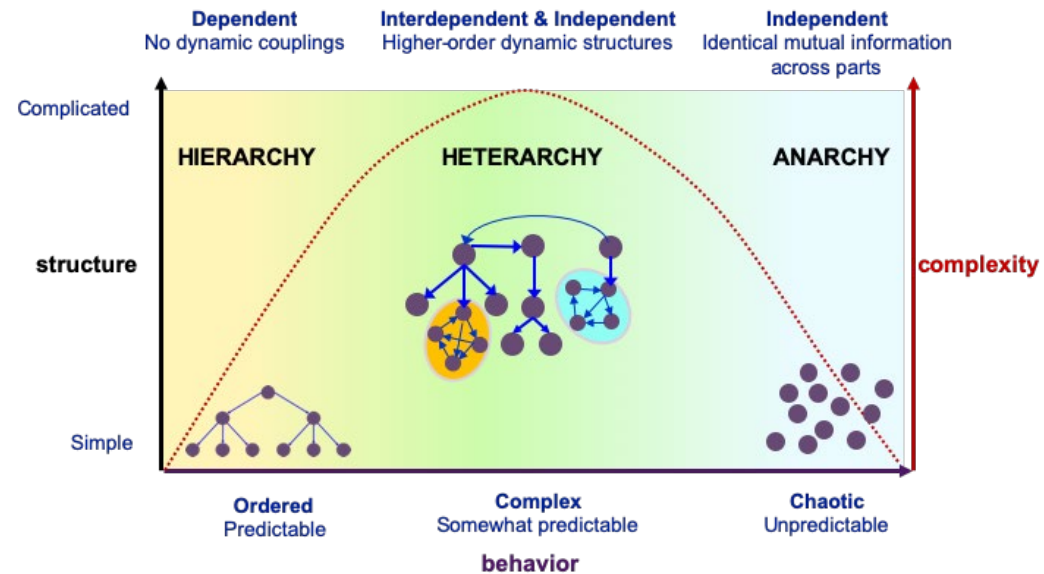 Dependent
No dynamic couplings
Interdependent & Independent
Higher-order dynamic structures
Independent
Identical mutual information
across parts
Complicated
HIERARCHY
HETERARCHY
ANARCHY
structure
complexity
Simple
Ordered
Predictable
Complex
Somewhat predictable
Chaotic
Unpredictable
behavior